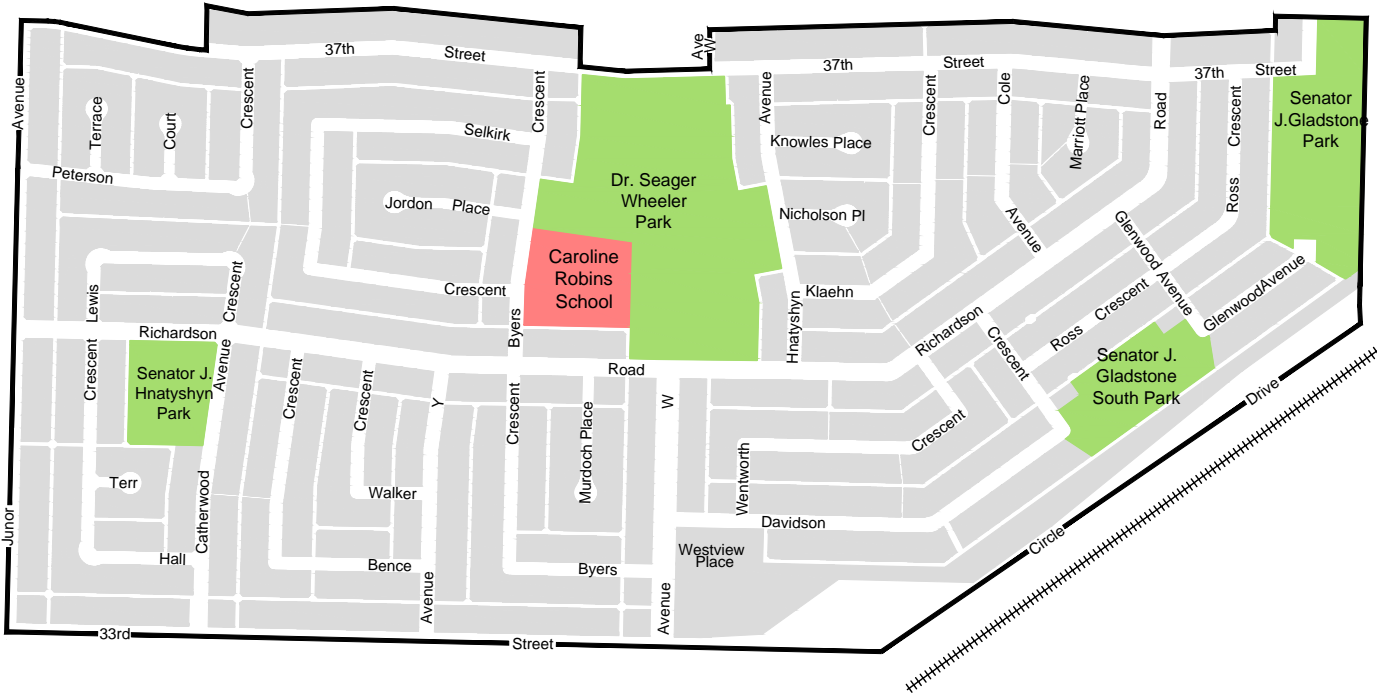 37th
Street
Ave
W
37th
Street
37th
Street
Avenue
Terrace
Court
Crescent
Crescent
Selkirk
Avenue
Crescent
Cole
Marriott Place
Road
Crescent
Senator
J.Gladstone
Park
Knowles Place
Peterson
Dr. Seager
Wheeler
Park
Jordon Place
Nicholson Pl
Avenue
Ross
Glenwood Avenue
Caroline
Robins
School
Crescent
Lewis
Crescent
Klaehn
Hnatyshyn
GlenwoodAvenue
Crescent
Ross
Richardson
Byers
Richardson
Crescent
Road
Senator J.
Hnatyshyn
Park
Avenue
Crescent
Crescent
Crescent
Y
Crescent
Murdoch Place
W
Senator J.
Gladstone
South Park
Drive
Crescent
Wentworth
Terr
Walker
Davidson
Junor
Catherwood
Circle
Hall
Bence
Byers
Westview
Place
Avenue
Avenue
33rd
Street